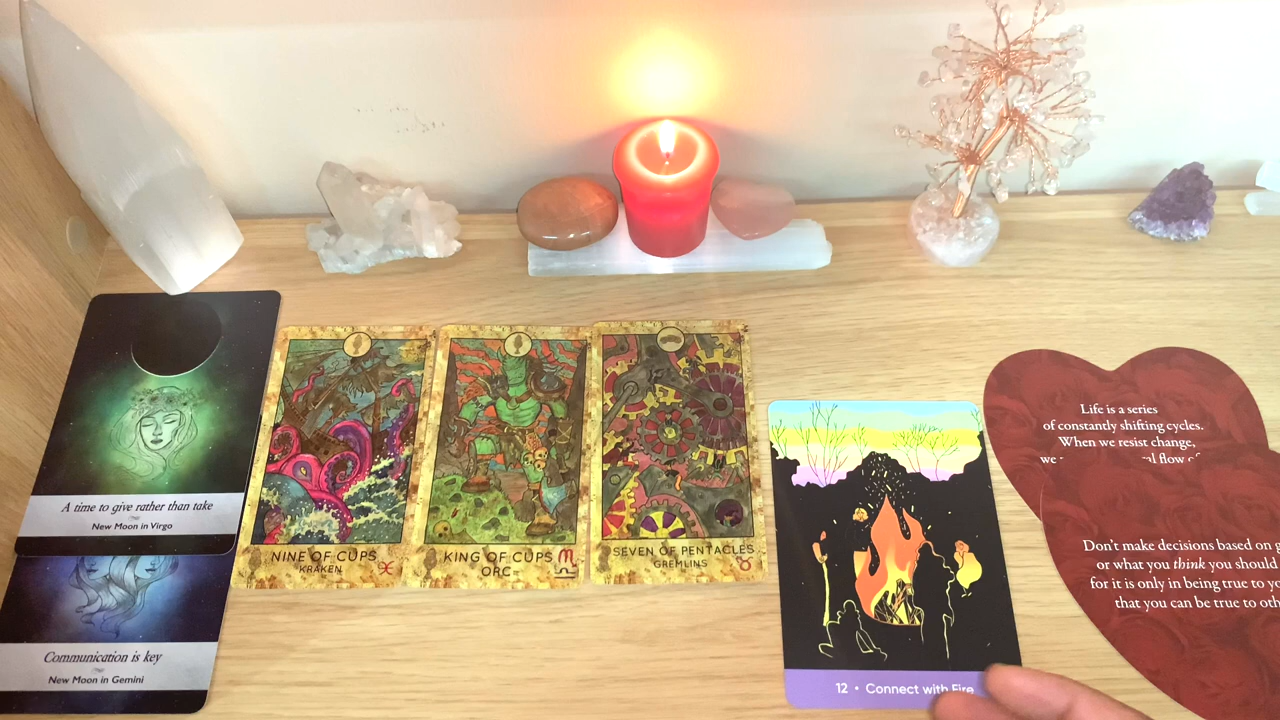 A time to give rather than take
New Moon in Virgo
Communication is key
New Moon in Gemini
NINE OF CUPS
KRAKEN
KING OF CUPS
ORC
SEVEN OF PENTACLES
GREMLINS
12 • Connect with Fire
Life is a series
of constantly shifting cycles.
When we resist change,
we
flow of
Don't make decisions based on
or what you think you should
for it is only in being true to
that you can be true to